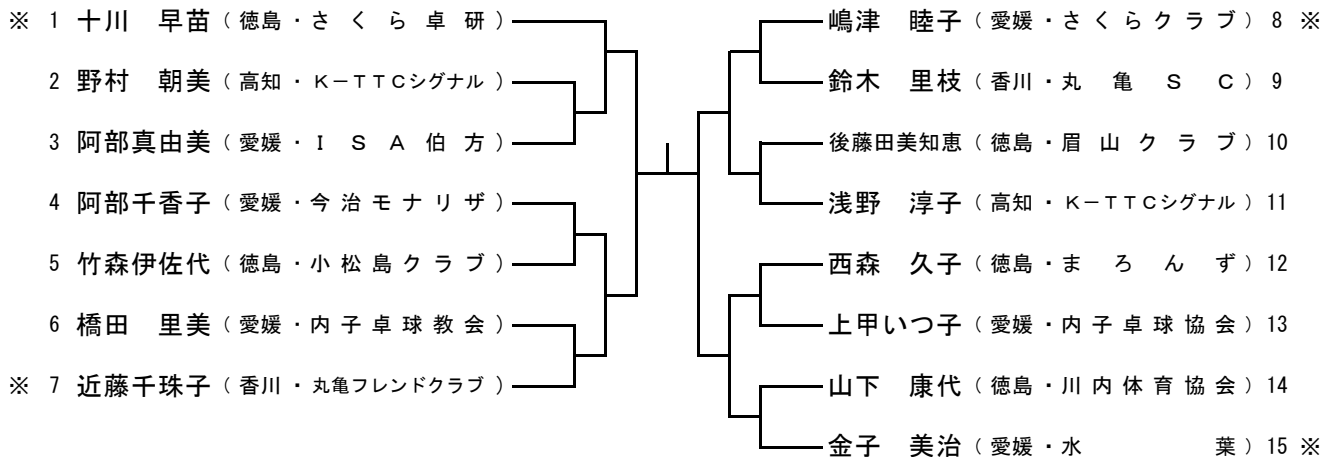 ※ 1 十川 早苗 (徳島・さくら卓研)
2 野村 朝美 (高知・K-TTCシグナル)
3 阿部真由美 (愛媛・ISA伯方)
4 阿部千香子 (愛媛・今治モナリザ)
5 竹森伊佐代 (徳島・小松島クラブ)
6 橋田 里美 (愛媛・内子卓球教会)
※ 7 近藤千珠子 (香川・丸亀フレンドクラブ)
嶋津 睦子 (愛媛・さくらクラブ) 8 ※
鈴木 里枝 (香川・丸亀SC) 9
後藤田美知恵 (徳島・眉山クラブ) 10
浅野 淳子 (高知・K-TTCシグナル) 11
西森 久子 (徳島・まろんず) 12
上甲いつ子 (愛媛・内子卓球協会) 13
山下 康代 (徳島・川内体育協会) 14
金子 美治 (愛媛・水葉) 15 ※